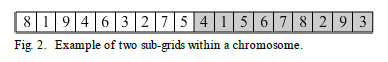 8 1 9 4 6 3 2 7 5 4 1 5 6 7 8 2 9 3
Fig. 2. Example of two sub-grids within a chromosome.